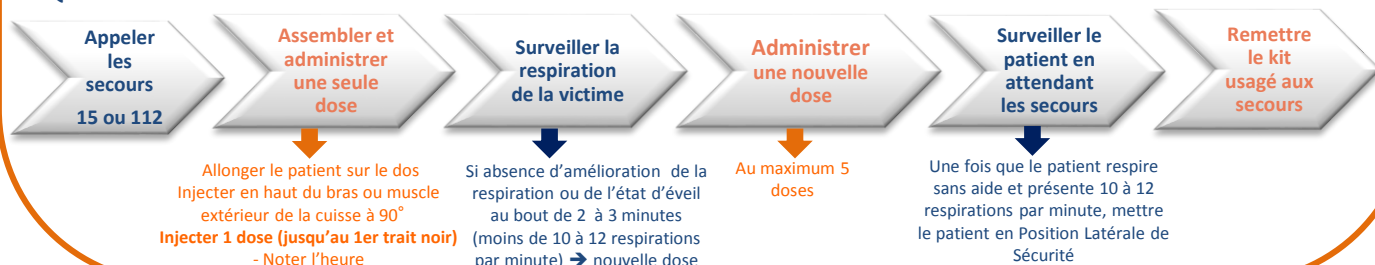 Appeler
les
secours
15 ou 112
Assembler et
administrer
une seule
dose
Surveiller la
respiration
de la victime
Administrer
une nouvelle
dose
Surveiller le
patient en
attendant
les secours
Remettre
le kit
usagé aux
secours
Allonger le patient sur le dos
Injecter en haut du bras ou muscle
extérieur de la cuisse à 90°
Injecter 1 dose (jusqu’au 1er trait noir)
- Noter l’heure
Si absence d’amélioration de la
respiration ou de l’état d’éveil
au bout de 2 à 3 minutes
(moins de 10 à 12 respirations
par minute) ➔ nouvelle dose
Au maximum 5
doses
Une fois que le patient respire
sans aide et présente 10 à 12
respirations par minute, mettre
le patient en Position Latérale de
Sécurité